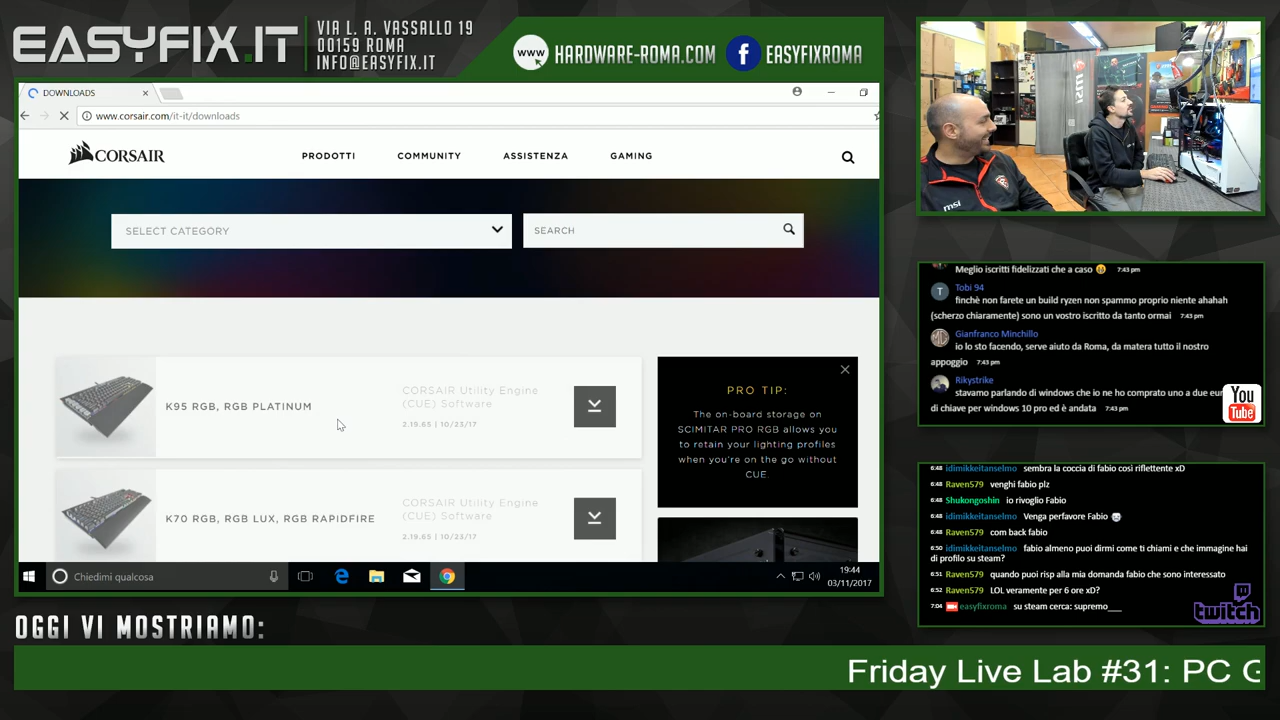 EASYFIX.IT
VIA L. A. VASSALLO 19
00159 ROMA
INFO@EASYFIX.IT
WWW
HARDWARE-ROMA.COM
f
EASYFIXROMA
DOWNLOADS
www.corsair.com/it-it/downloads
CORSAIR
PRODOTTI
COMMUNITY
ASSISTENZA
GAMING
SELECT CATEGORY
SEARCH
K95 RGB, RGB PLATINUM
CORSAIR Utility Engine
(CUE) Software
2.19.65 | 10/23/17
K70 RGB, RGB LUX, RGB RAPIDFIRE
CORSAIR Utility Engine
(CUE) Software
2.19.65 | 10/23/17
PRO TIP:
The on-board storage on
SCIMITAR PRO RGB allows you
to retain your lighting profiles
when you're on the go without
CUE.
Chiedimi qualcosa
19:44
03/11/2017
msi
msi
Meglio iscritti fidelizzati che a caso 7:43 pm
T
Tobi 94
finchè non farete un build ryzen non spammo proprio niente ahahah
(scherzo chiaramente) sono un vostro iscritto da tanto ormai 7:43 pm
Gianfranco Minchillo
io lo sto facendo, serve aiuto da Roma, da matera tutto il nostro
appoggio 7:43 pm
Rikystrike
stavamo parlando di windows che io ne ho comprato uno a due
di chiave per windows 10 pro ed è andata 7:43 pm
You
Tube
6:48 idimikkeitanselmo sembra la coccia di fabio così riflettente xD
6:48 Raven579 venghi fabio plz
6:48 Shukongoshin io rivoglio Fabio
6:48 idimikkeitanselmo Venga perfavore Fabio
6:48 Raven579 com back fabio
6:50 idimikkeitanselmo fabio almeno puoi dirmi come ti chiami e che immagine hai
di profilo su steam?
6:51 Raven579 quando puoi risp alla mia domanda fabio che sono interessato
6:52 Raven579 LOL veramente per 6 ore xD?
7:04 easyfixroma su steam cerca: supremo___
twitch
OGGI VI MOSTRIAMO:
Friday Live Lab #31: PC G